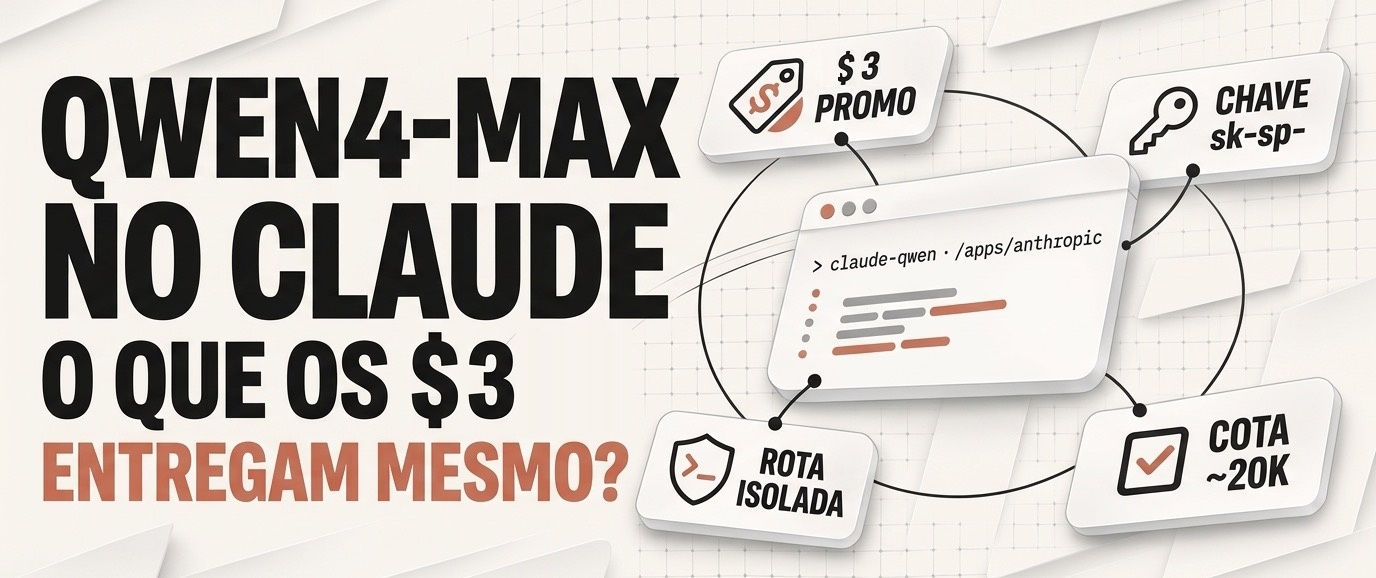 QWEN4-MAX
NO CLAUDE
O QUE OS $3
ENTREGAM MESMO?
$3
PROMO
CHAVE
sk-sp-
> claude-qwen · /apps/anthropic
ROTA
ISOLADA
COTA
~20K